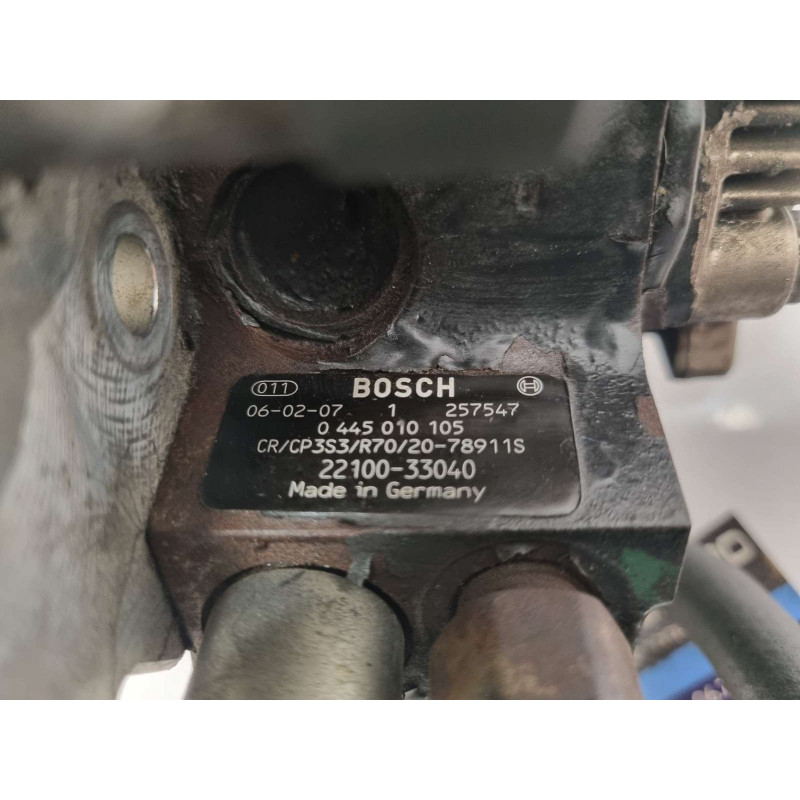 011 BOSCH
06-02-07 1 257547
0 445 010 105
CR/CP3S3/R70/20-78911S
22100-33040
Made in Germany